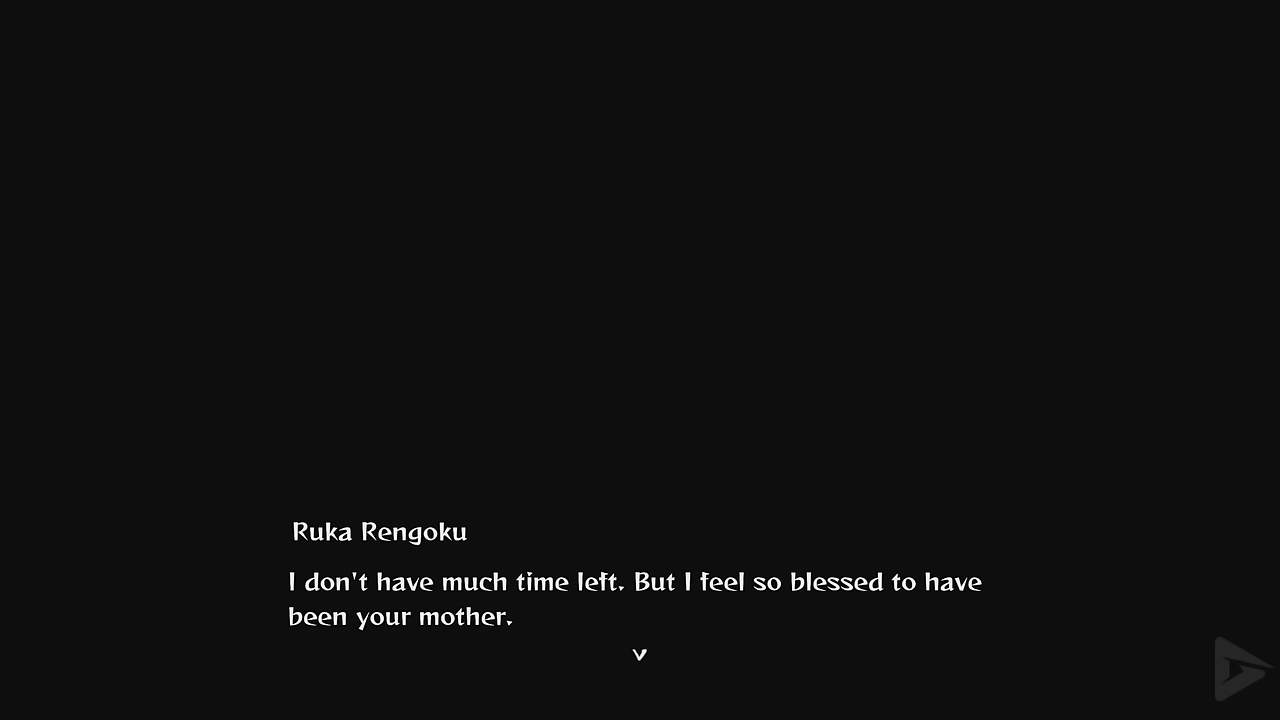 Ruka Rengoku
I don't have much time left. But I feel so blessed to have
been your mother.